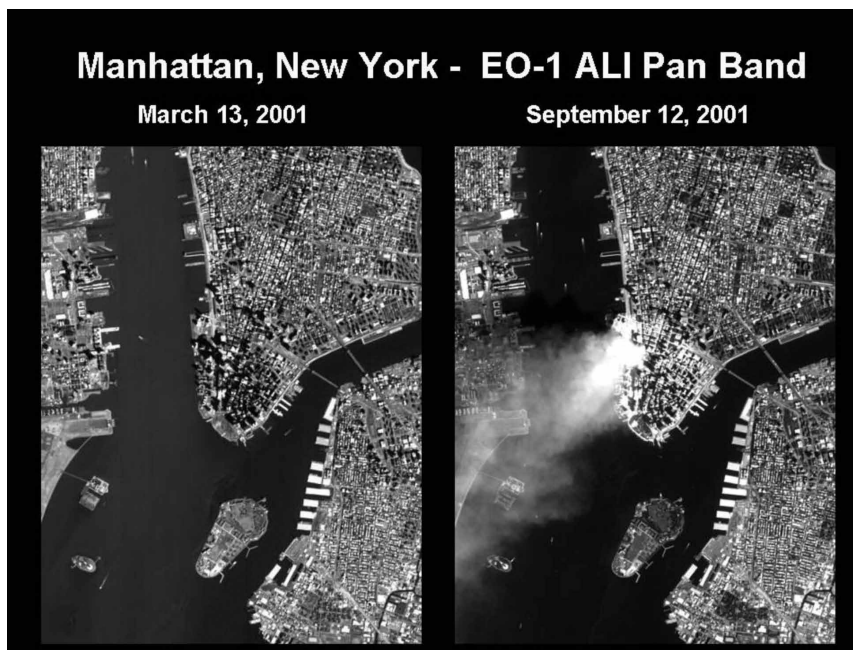 Manhattan, New York - EO-1 ALI Pan Band
March 13, 2001
September 12, 2001